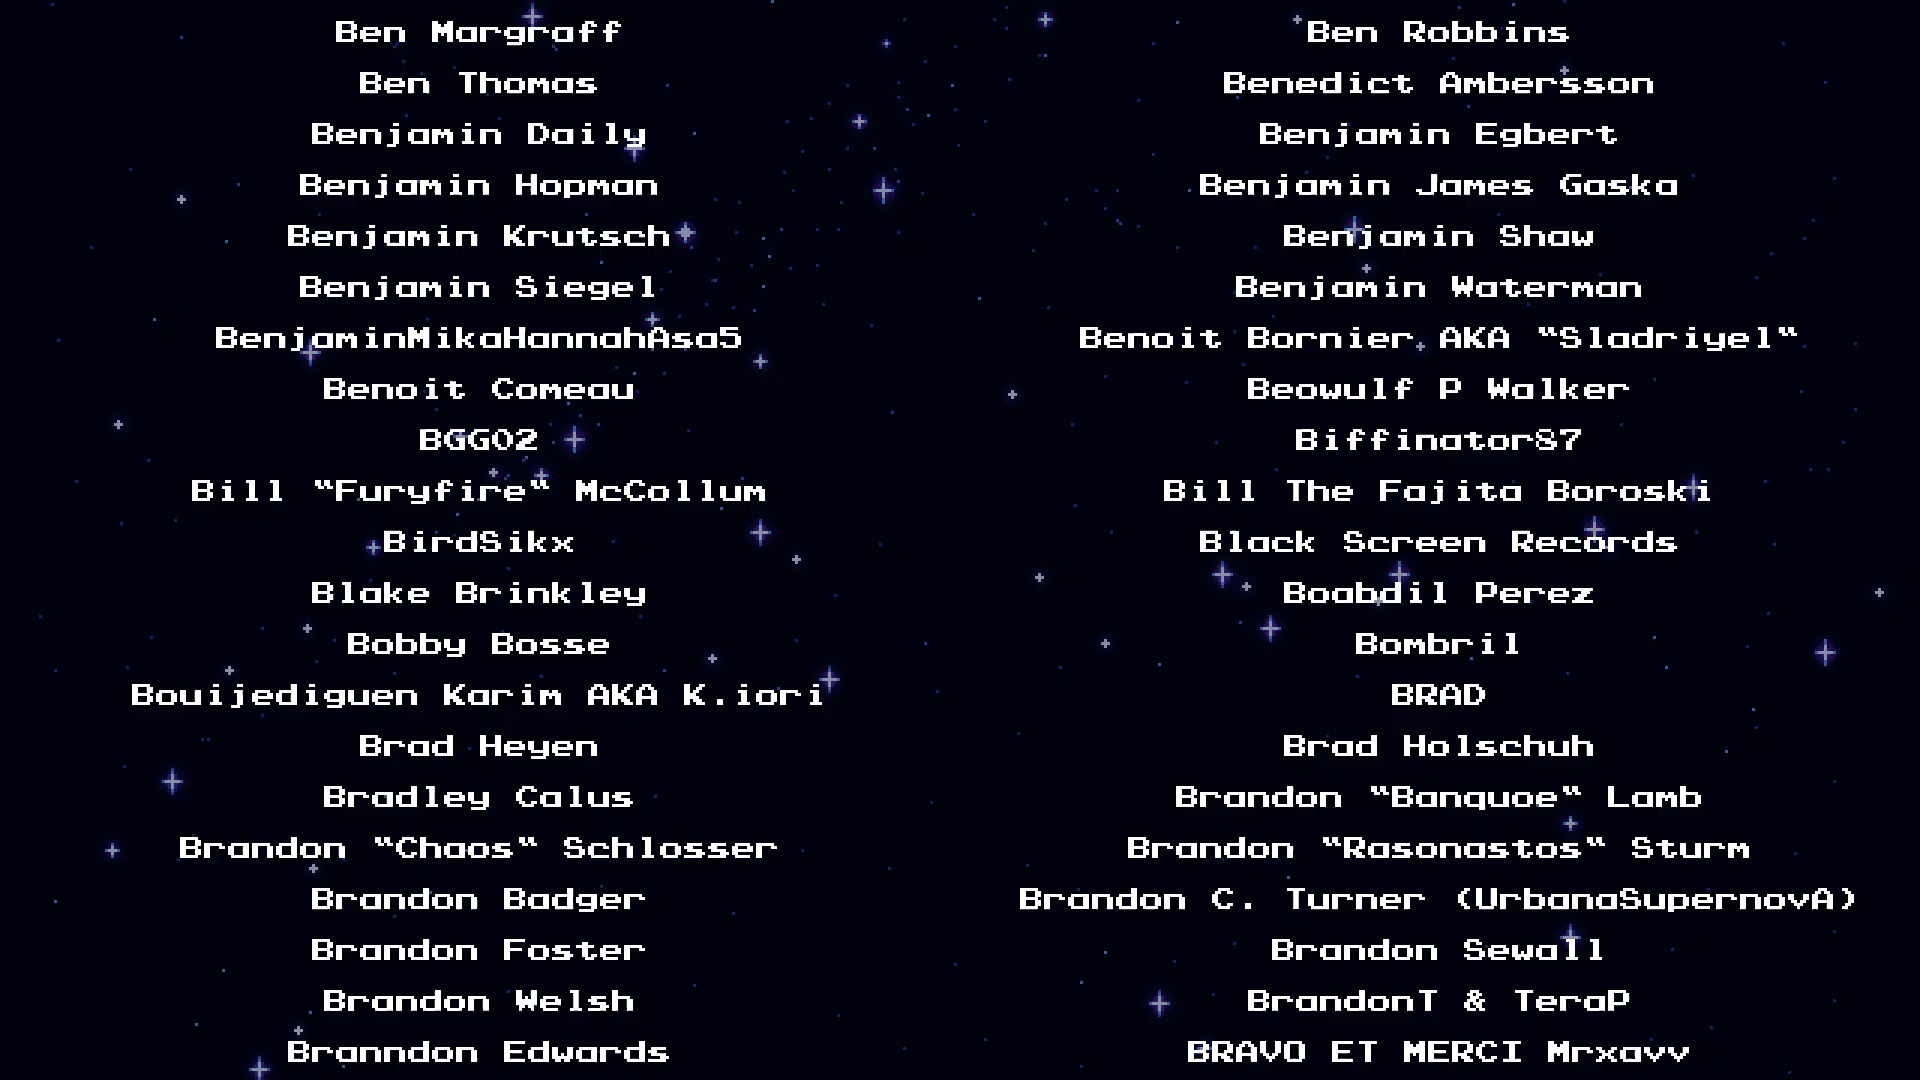 Ben Margraff
Ben Robbins
Ben Thomas
Benedict Ambersson
Benjamin Daily
Benjamin Egbert
Benjamin Hopman
Benjamin James Gaska
Benjamin Krutsch
Benjamin Shaw
Benjamin Siegel
Benjamin Waterman
BenjaminMikaHannahAsa5
Benoit Bornier AKA "Sladriyel"
Benoit Comeau
Beowulf P Walker
BGG02
Biffinator87
Bill "Furyfire" McCollum
Bill The Fajita Boroski
BirdSikx
Black Screen Records
Blake Brinkley
Boabdil Perez
Bobby Bosse
Bombril
Bouijediguen Karim AKA K.iori
BRAD
Brad Heyen
Brad Holschuh
Bradley Calus
Brandon "Banquoe" Lamb
Brandon "Chaos" Schlosser
Brandon "Rasonastos" Sturm
Brandon Badger
Brandon C. Turner (UrbanaSupernovA)
Brandon Foster
Brandon Sewall
Brandon Welsh
BrandonT & TeraP
Branndon Edwards
BRAVO ET MERCI Mrxavv